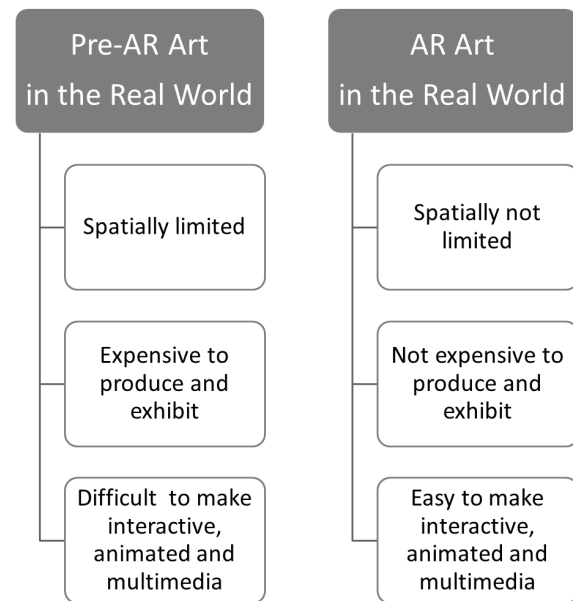 Pre-AR Art
in the Real World
Spatially limited
Expensive to
produce and
exhibit
Difficult  to make
interactive,
animated and
multimedia
AR Art
in the Real World
Spatially not
limited
Not expensive to
produce and
exhibit
Easy to make
interactive,
animated and
multimedia